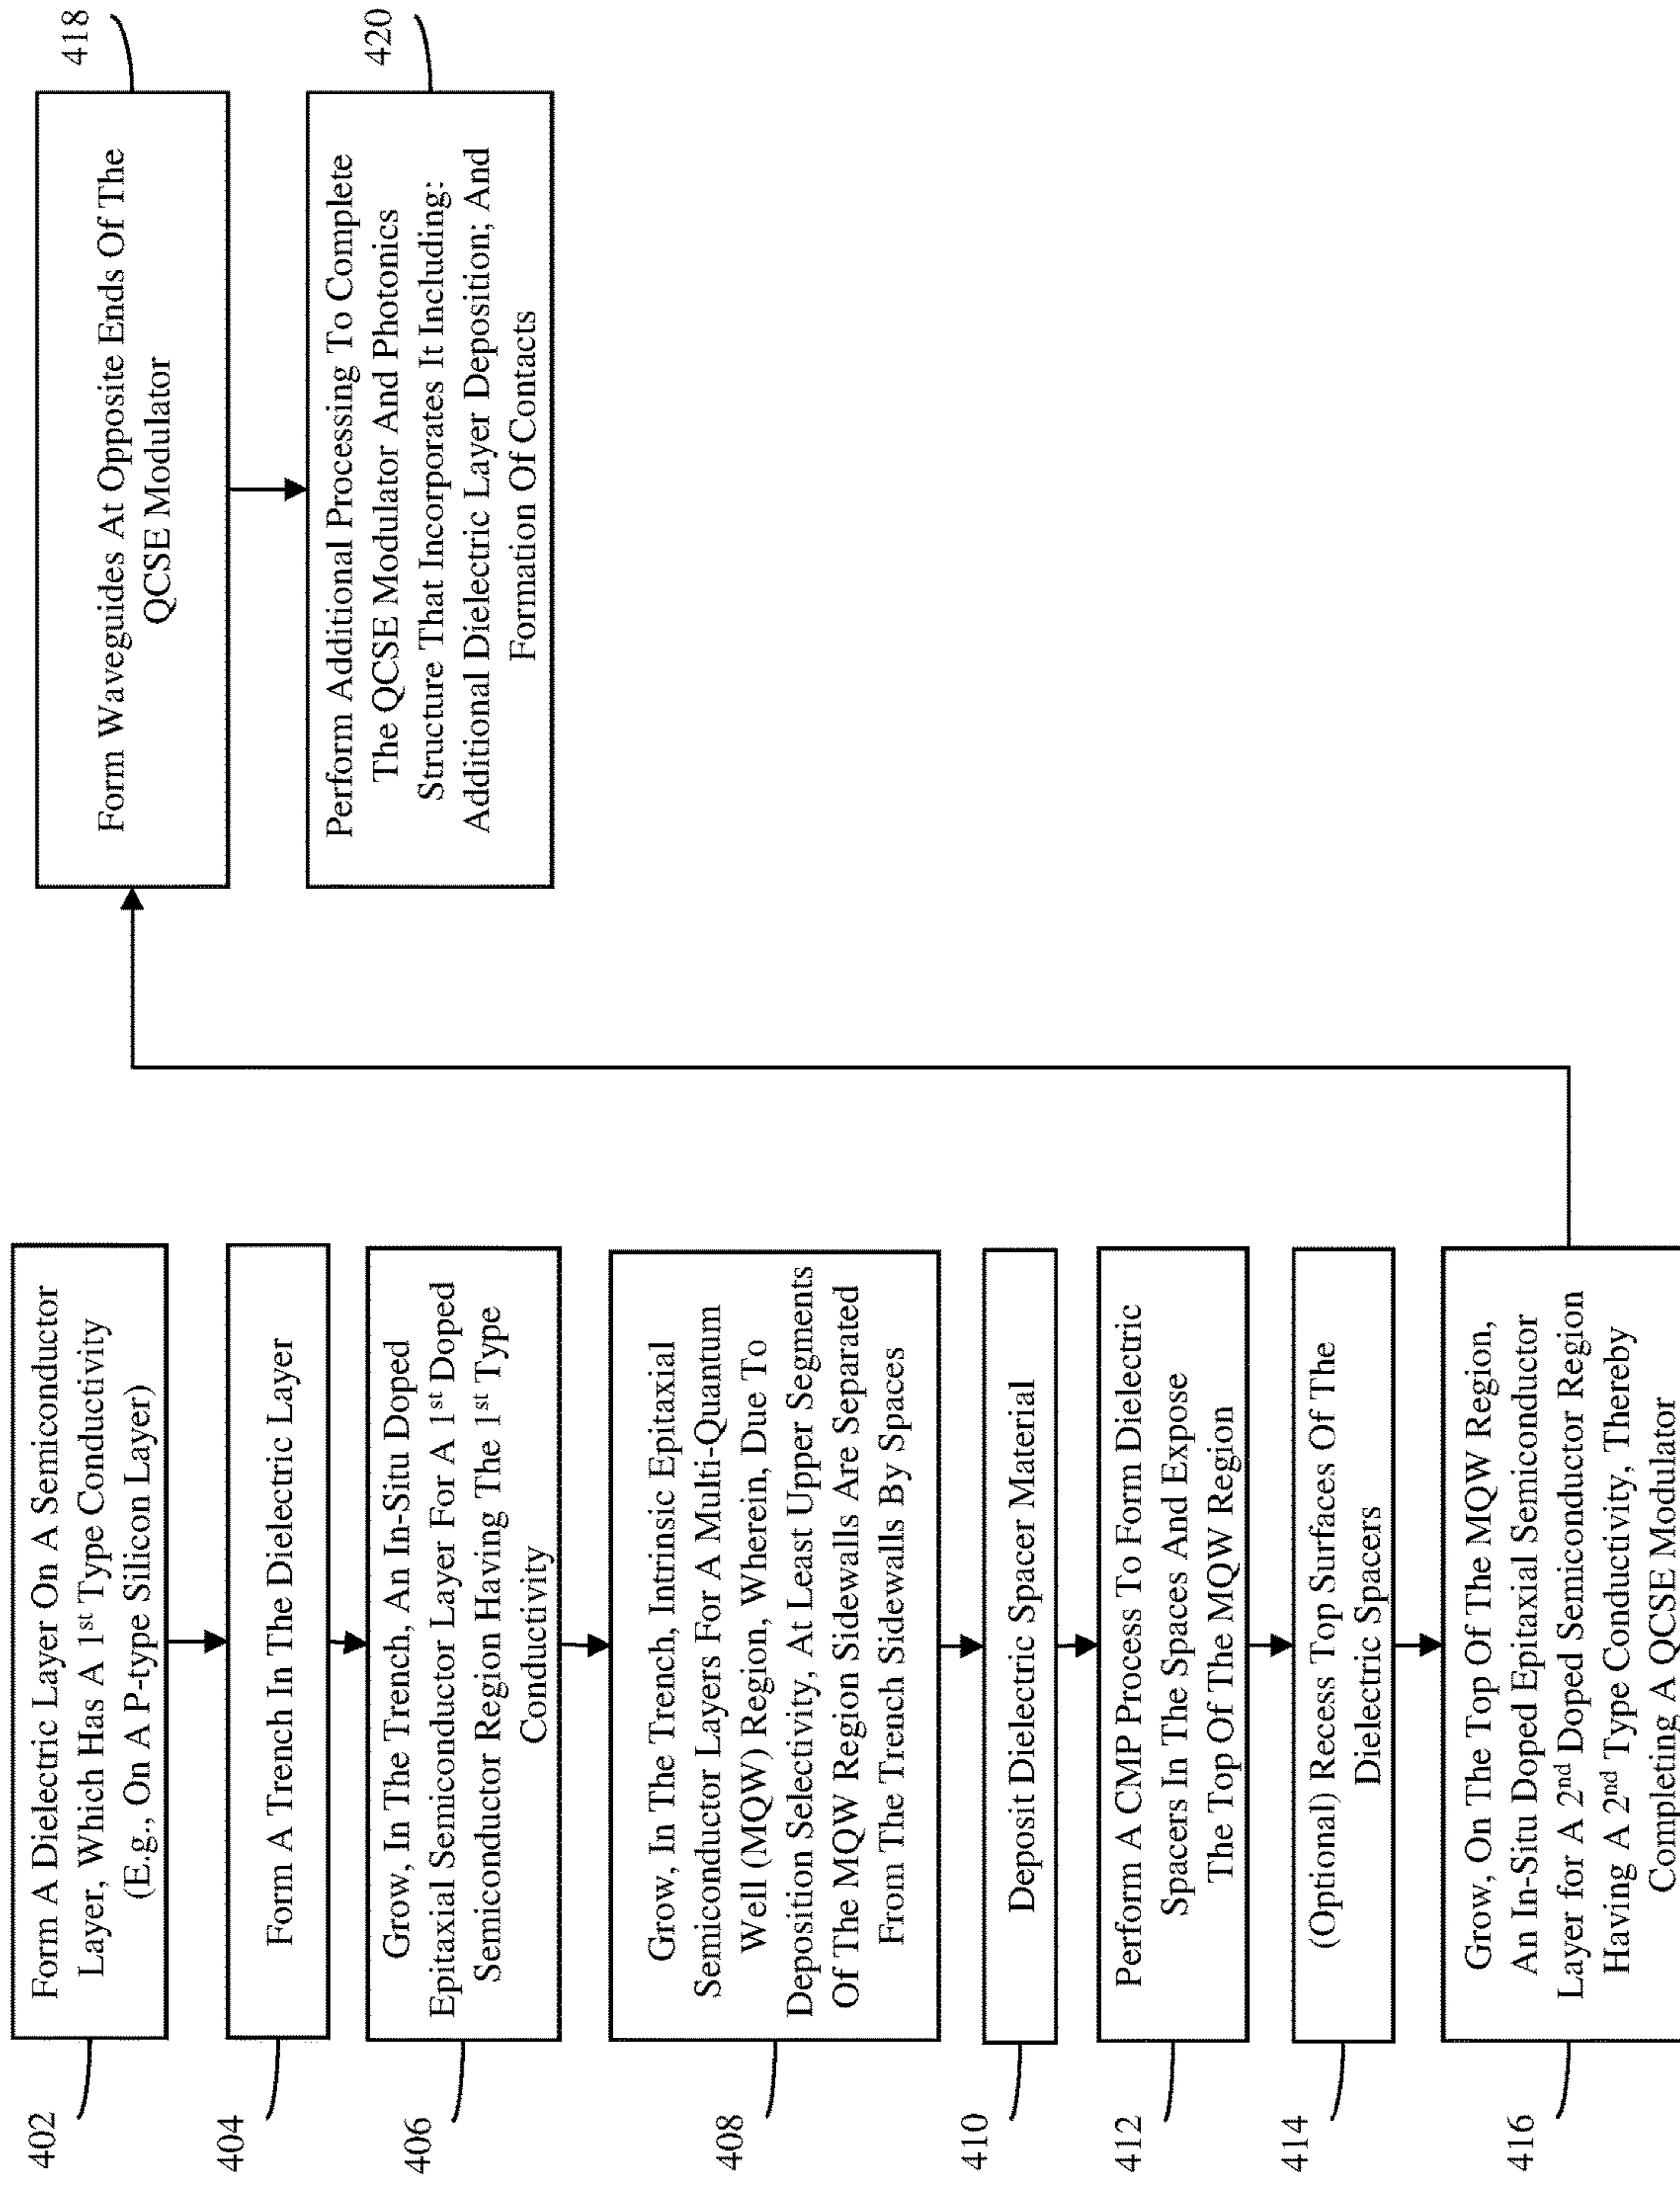 402
Form A Dielectric Layer On A Semiconductor
Layer, Which Has A 1st Type Conductivity
(E.g., On A P-type Silicon Layer)
404
Form A Trench In The Dielectric Layer
406
Grow, In The Trench, An In-Situ Doped
Epitaxial Semiconductor Layer For A 1st Doped
Semiconductor Region Having The 1st Type
Conductivity
408
Grow, In The Trench, Intrinsic Epitaxial
Semiconductor Layers For A Multi-Quantum
Well (MQW) Region, Wherein, Due To
Deposition Selectivity, At Least Upper Segments
Of The MQW Region Sidewalls Are Separated
From The Trench Sidewalls By Spaces
410
Deposit Dielectric Spacer Material
412
Perform A CMP Process To Form Dielectric
Spacers In The Spaces And Expose
The Top Of The MQW Region
414
(Optional) Recess Top Surfaces Of The
Dielectric Spacers
416
Grow, On The Top Of The MQW Region,
An In-Situ Doped Epitaxial Semiconductor
Layer for A 2nd Doped Semiconductor Region
Having A 2nd Type Conductivity, Thereby
Completing A QCSE Modulator
418
Form Waveguides At Opposite Ends Of The
QCSE Modulator
420
Perform Additional Processing To Complete
The QCSE Modulator And Photonics
Structure That Incorporates It Including:
Additional Dielectric Layer Deposition; And
Formation Of Contacts